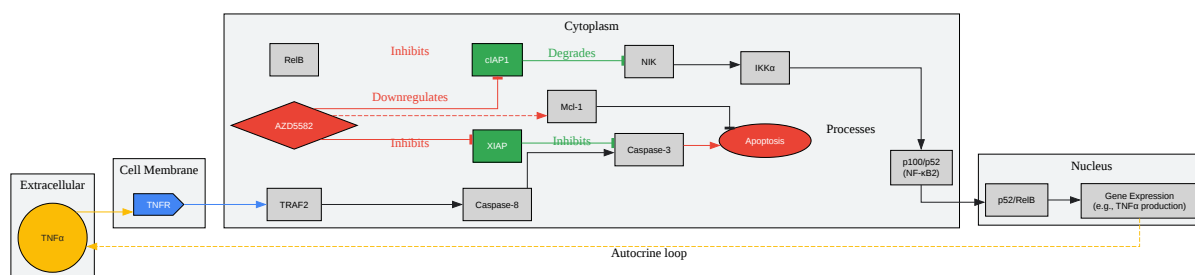 Cytoplasm
RelB
Inhibits
cIAP1
Degrades
NIK
IKKα
Downregulates
AZD5582
Mcl-1
Inhibits
XIAP
Inhibits
Caspase-3
Apoptosis
Processes
p100/p52
(NF-κB2)
Cell Membrane
Nucleus
Extracellular
TNFR
TRAF2
Caspase-8
p52/RelB
Gene Expression
(e.g., TNFα production)
TNFα
Autocrine loop